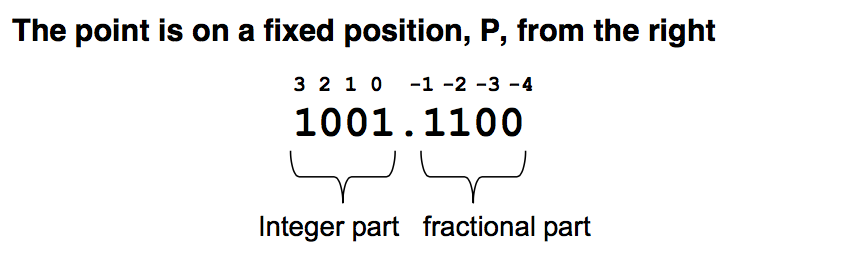 The point is on a fixed position, P, from the right
3 2 1 0 -1 -2 -3 -4
1001.1100
Integer part fractional part